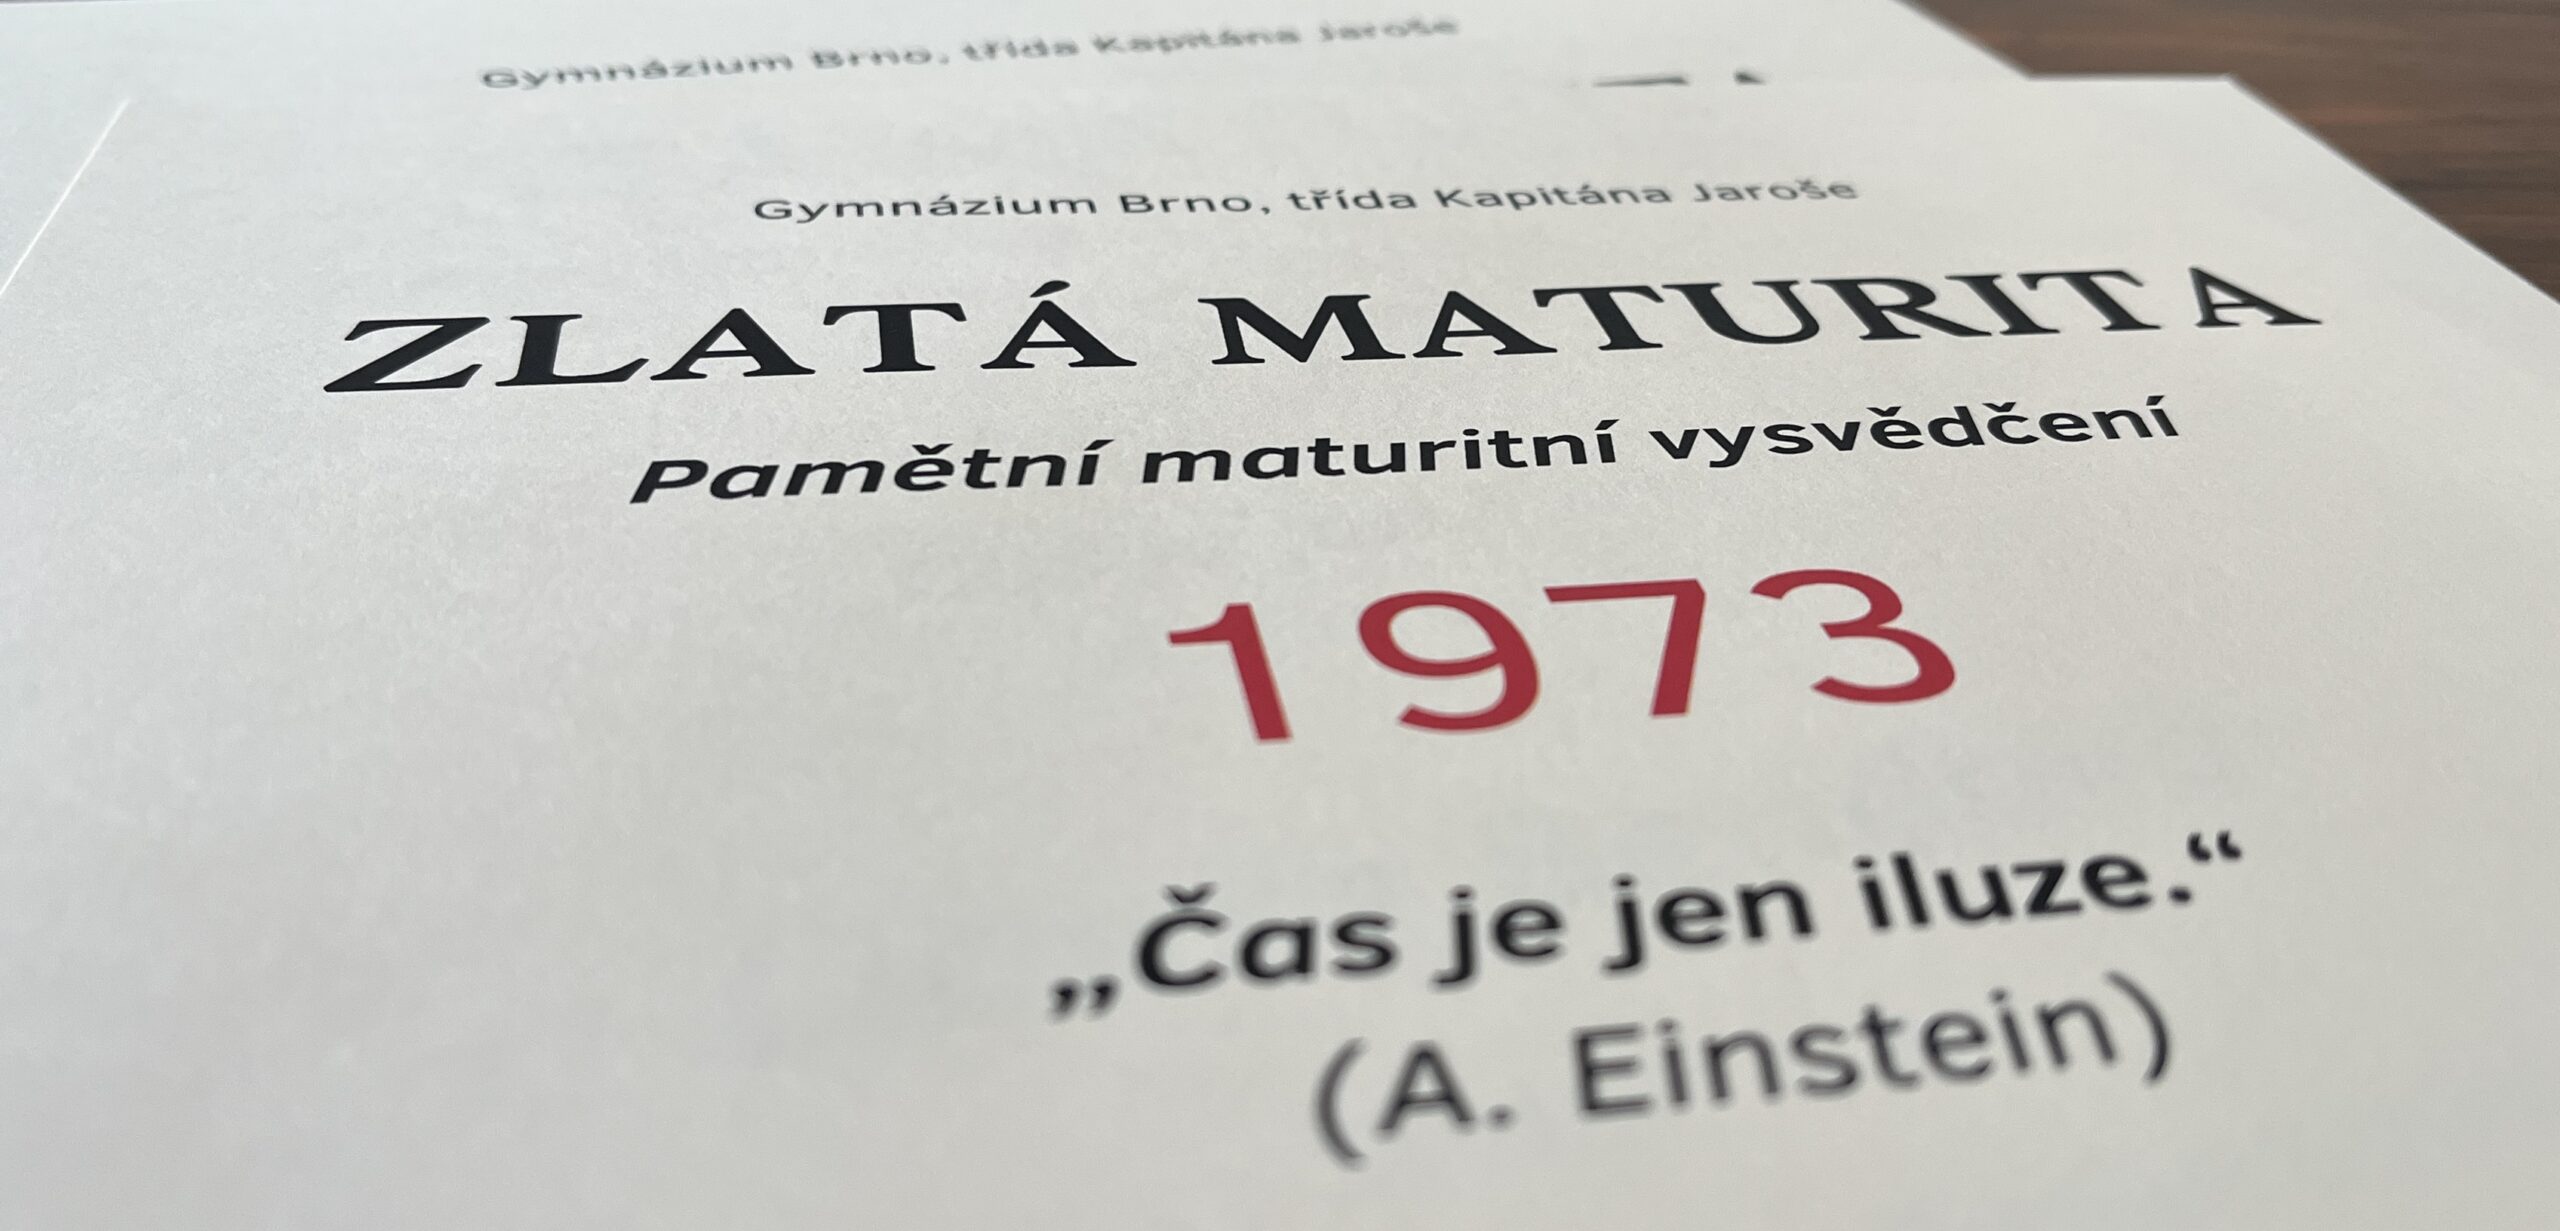 Gymnázium Brno, třída Kapitána Jaroše
Gymnázium Brno, třída Kapitána Jaroše
ZLATÁ MATURITA
Pamětní maturitní vysvědčení
1973
„Čas je jen iluze.“
(A. Einstein)